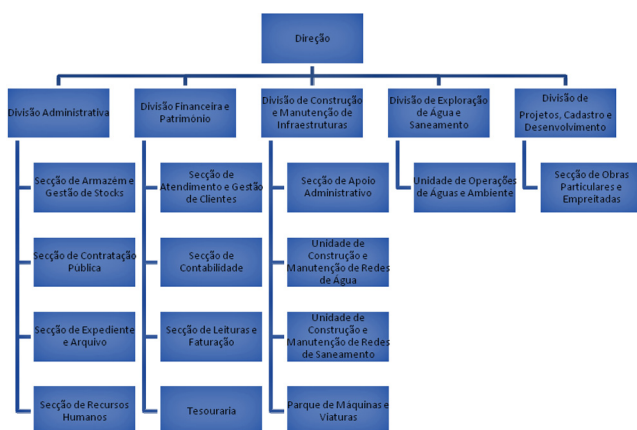 Direção
Divisão Administrativa
Divisão Financeira e
Património
Divisão de Construção
e Manutenção de
Infraestruturas
Divisão de Exploração
de Água e
Saneamento
Divisão de
Projetos, Cadastro e
Desenvolvimento
Secção de Armazém e
Gestão de Stocks
Secção de
Atendimento e Gestão
de Clientes
Secção de Apoio
Administrativo
Unidade de Operações
de Águas e Ambiente
Secção de Obras
Particulares e
Empreitadas
Secção de Contratação
Pública
Secção de
Contabilidade
Unidade de
Construção e
Manutenção de Redes
de Água
Secção de Expediente
e Arquivo
Secção de Leituras e
Faturação
Unidade de
Construção e
Manutenção de Redes
de Saneamento
Secção de Recursos
Humanos
Tesouraria
Parque de Máquinas e
Viaturas